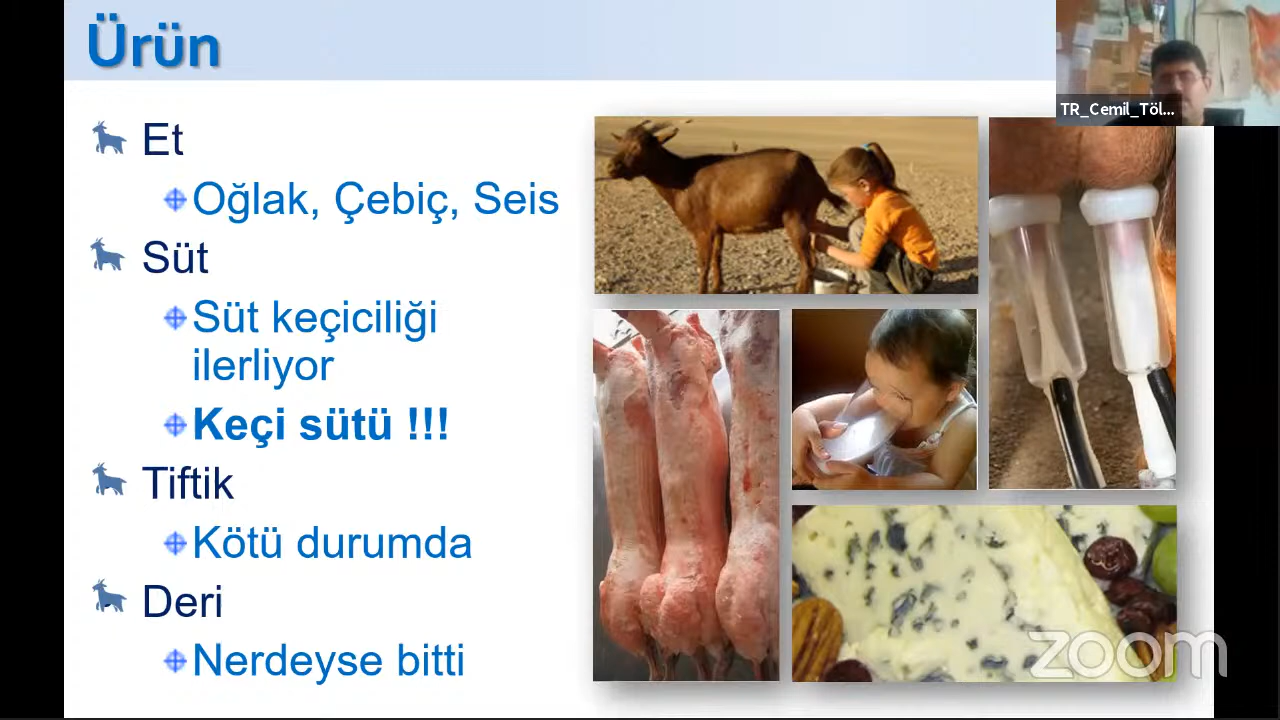 Ürün
TR_Cemil_Töl...
Et
Oğlak, Çebiç, Seis
Süt
Süt keçiciliği
ilerliyor
Keçi sütü !!!
Tiftik
Kötü durumda
Deri
Nerdeyse bitti
zoom